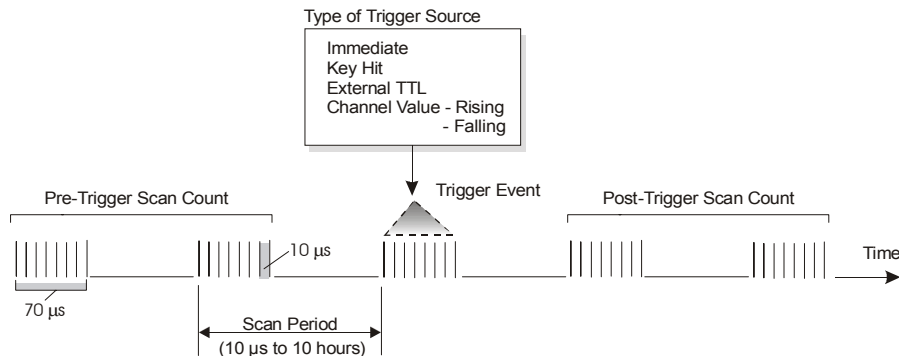 Type of Trigger Source
Immediate
Key Hit
External TTL
Channel Value - Rising
- Falling
Pre-Trigger Scan Count
Trigger Event
Post-Trigger Scan Count
10 µs
Time
70 µs
Scan Period
(10 µs to 10 hours)